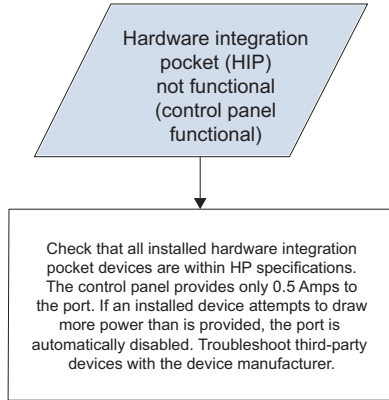 Hardware integration
pocket (HIP)
not functional
(control panel
functional)
Check that all installed hardware integration
pocket devices are within HP specifications.
The control panel provides only 0.5 Amps to
the port. If an installed device attempts to draw
more power than is provided, the port is
automatically disabled. Troubleshoot third-party
devices with the device manufacturer.